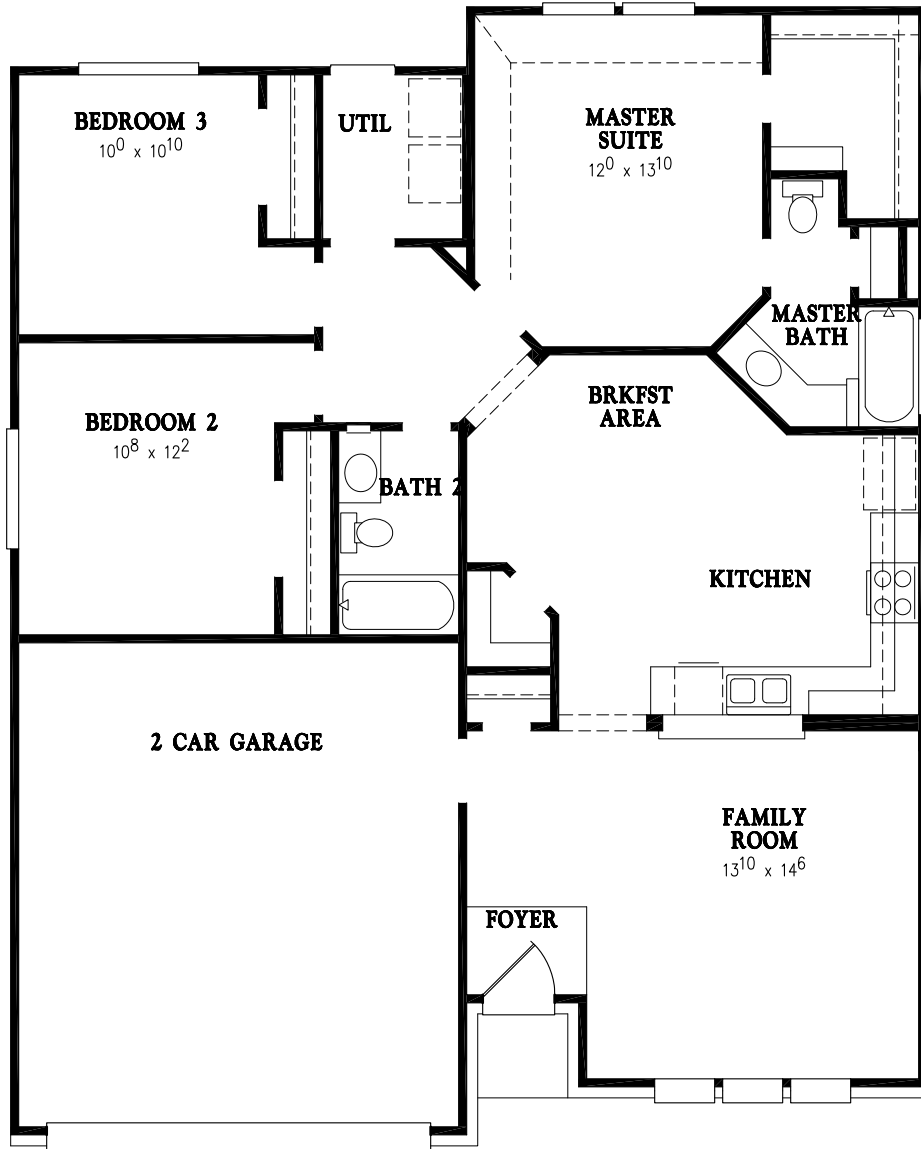 BEDROOM 3
10⁰ x 10¹⁰
UTIL
MASTER
SUITE
12⁰ x 13¹⁰
MASTER
BATH
BRKFST
AREA
BEDROOM 2
10⁸ x 12²
BATH 2
KITCHEN
2 CAR GARAGE
FAMILY
ROOM
13¹⁰ x 14⁶
FOYER